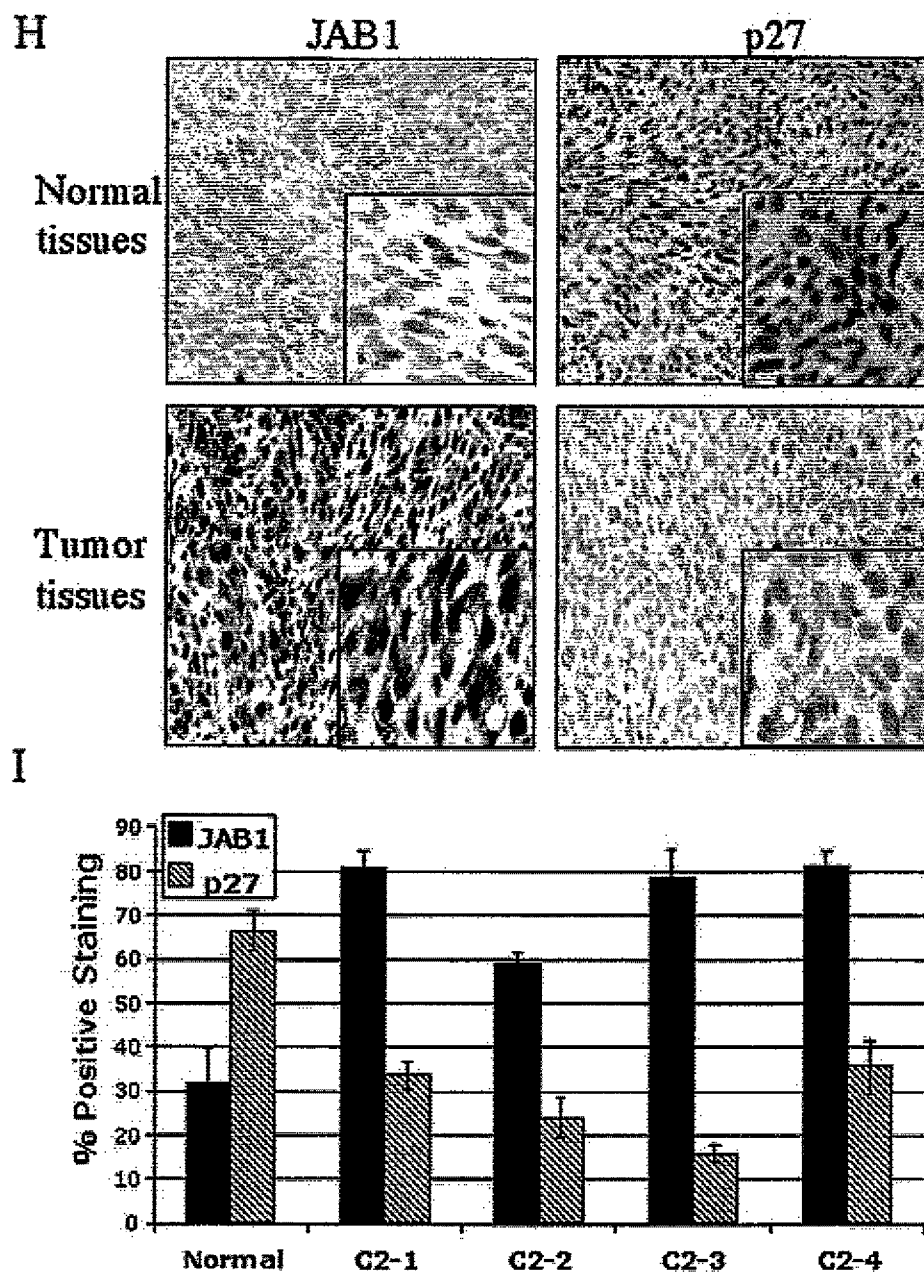 H
JAB1
p27
Normal
tissues
Tumor
tissues
I
JAB1
p27
% Positive Staining
90
80
70
60
50
40
30
20
10
0
Normal
C2-1
C2-2
C2-3
C2-4